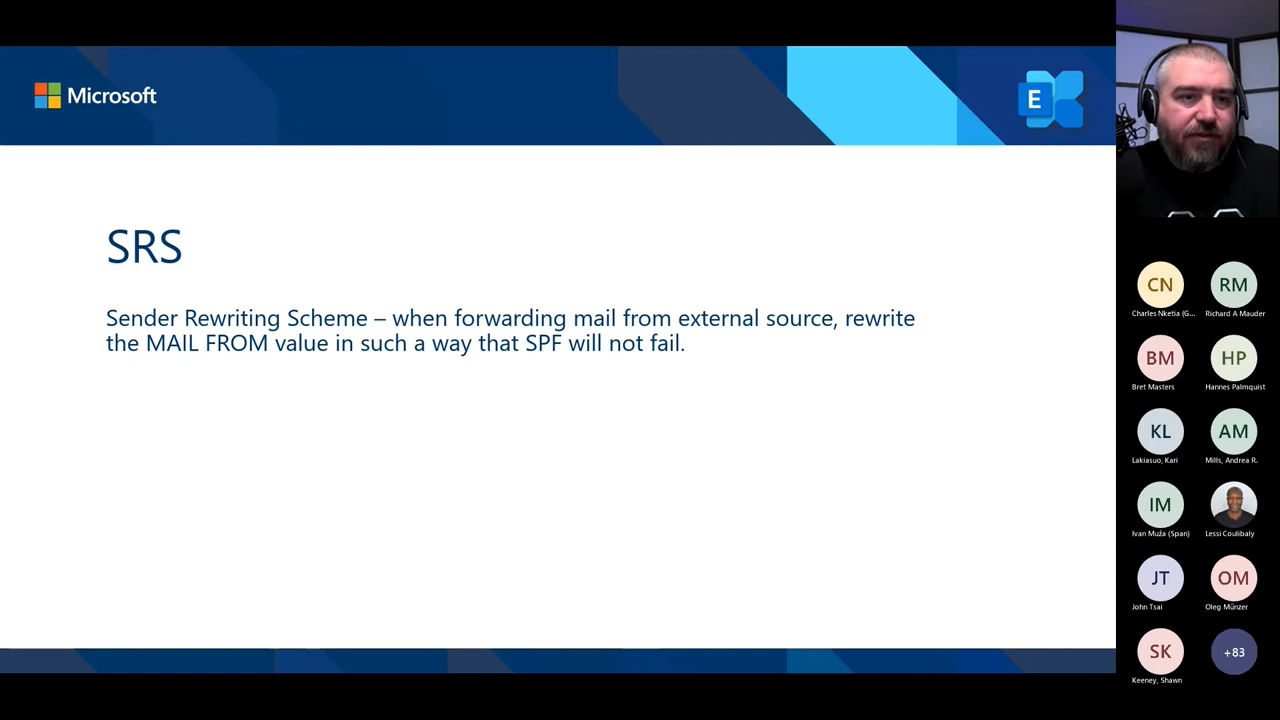 Microsoft
E
SRS
Sender Rewriting Scheme – when forwarding mail from external source, rewrite
the MAIL FROM value in such a way that SPF will not fail.
CN
RM
Charles Nketia (G...
Richard A Mauder
BM
HP
Bret Masters
Hannes Palmquist
KL
AM
Lakiasuo, Kari
Mills, Andrea R.
IM
Ivan Muža (Span)
Lessi Coulibaly
JT
OM
John Tsai
Oleg Münzer
SK
+83
Keeney, Shawn